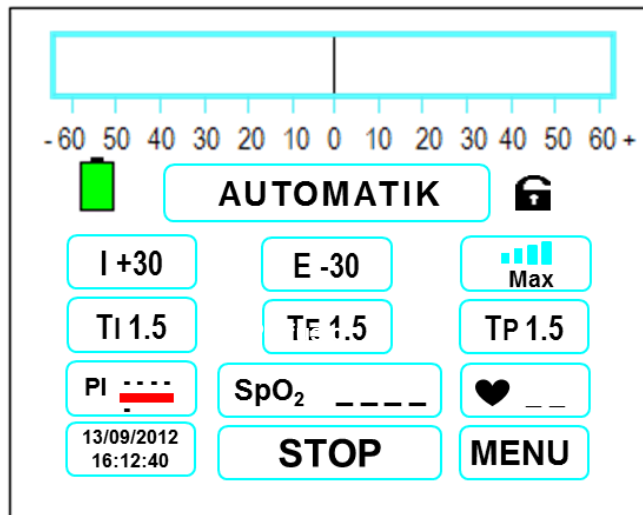 - 60 50 40 30 20 10 0 10 20 30 40 50 60 +
AUTOMATIK
I +30 E -30 Max
TI 1.5 TE 1.5 TP 1.5
PI - - - - - SpO₂ _ _ _ _ _ _
13/09/2012
16:12:40
STOP MENU